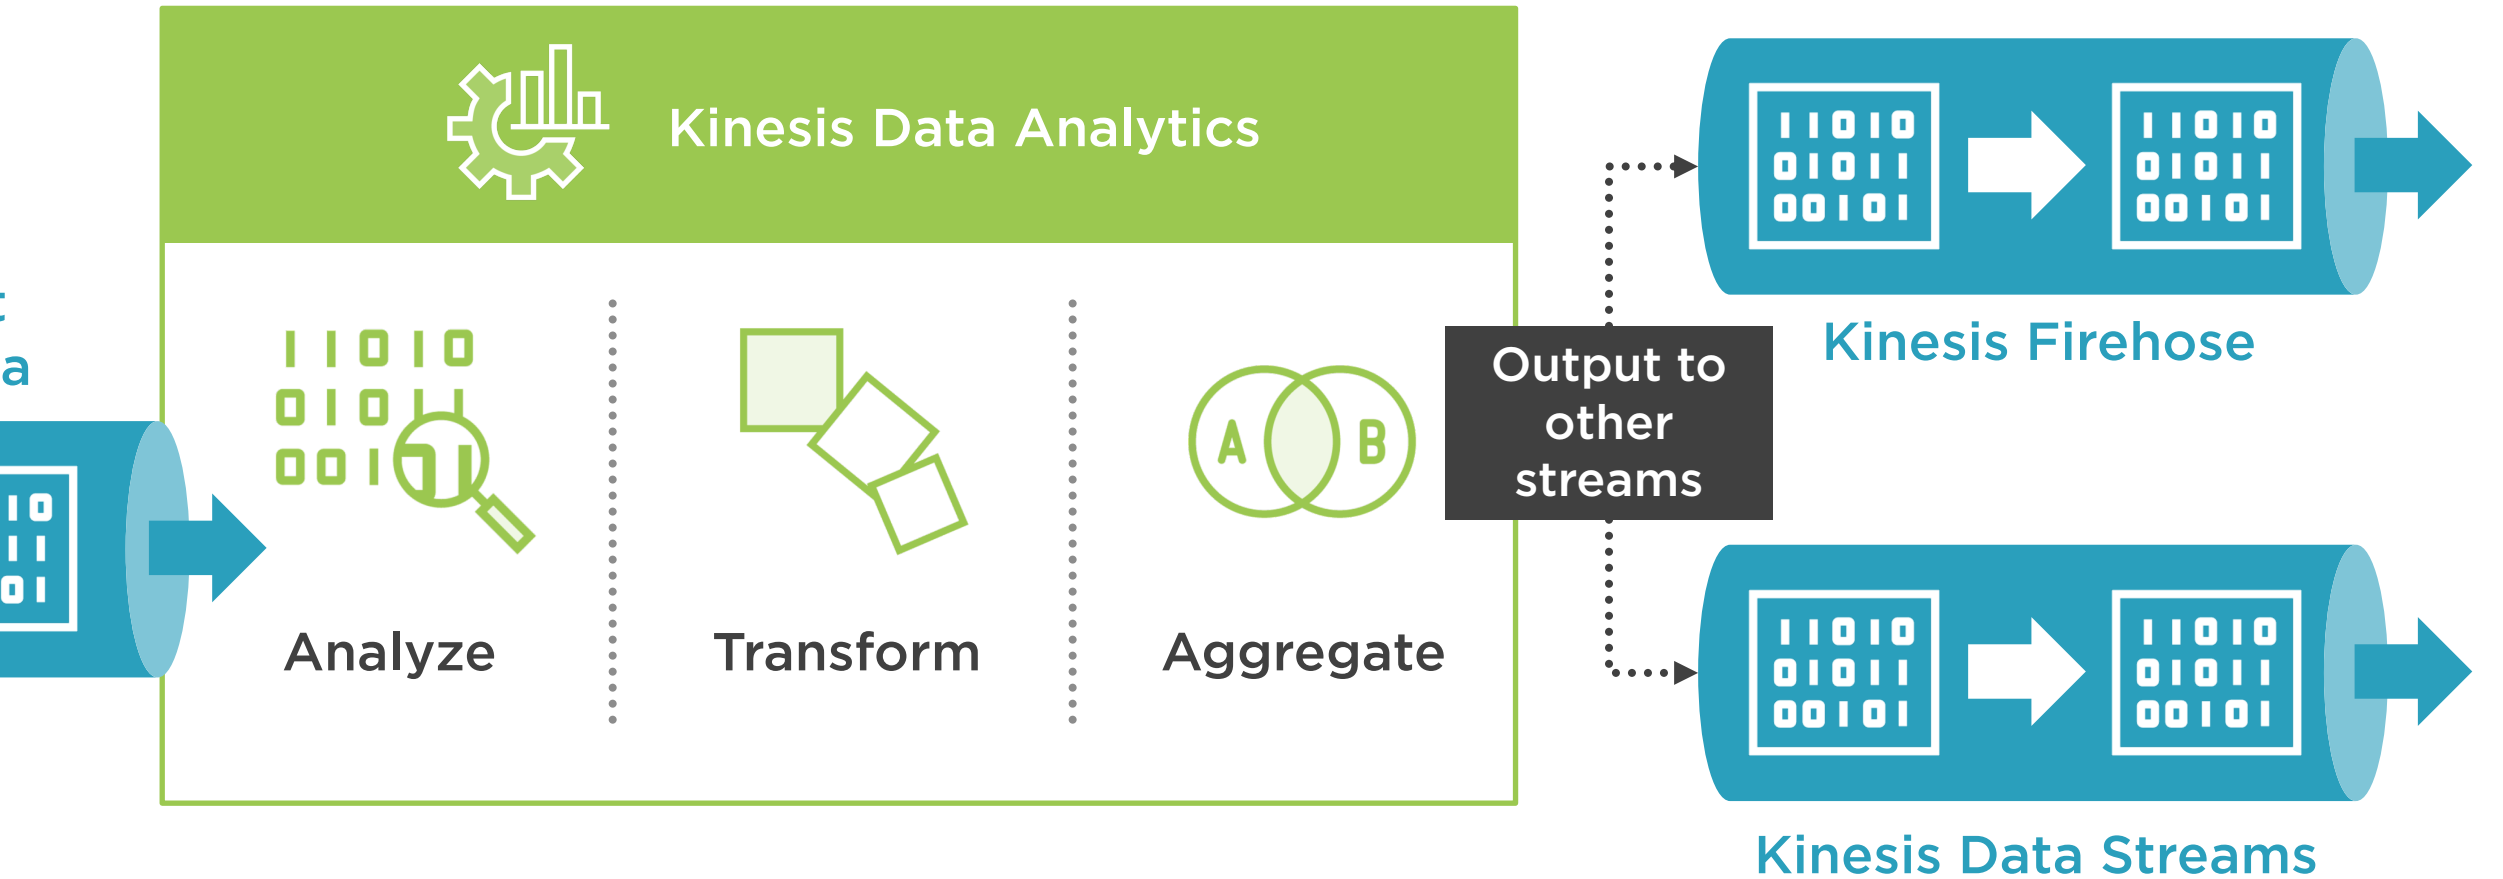 Kinesis Data Analytics
Analyze
Transform
Aggregate
A
B
Output to
other
streams
Kinesis Firehose
Kinesis Data Streams